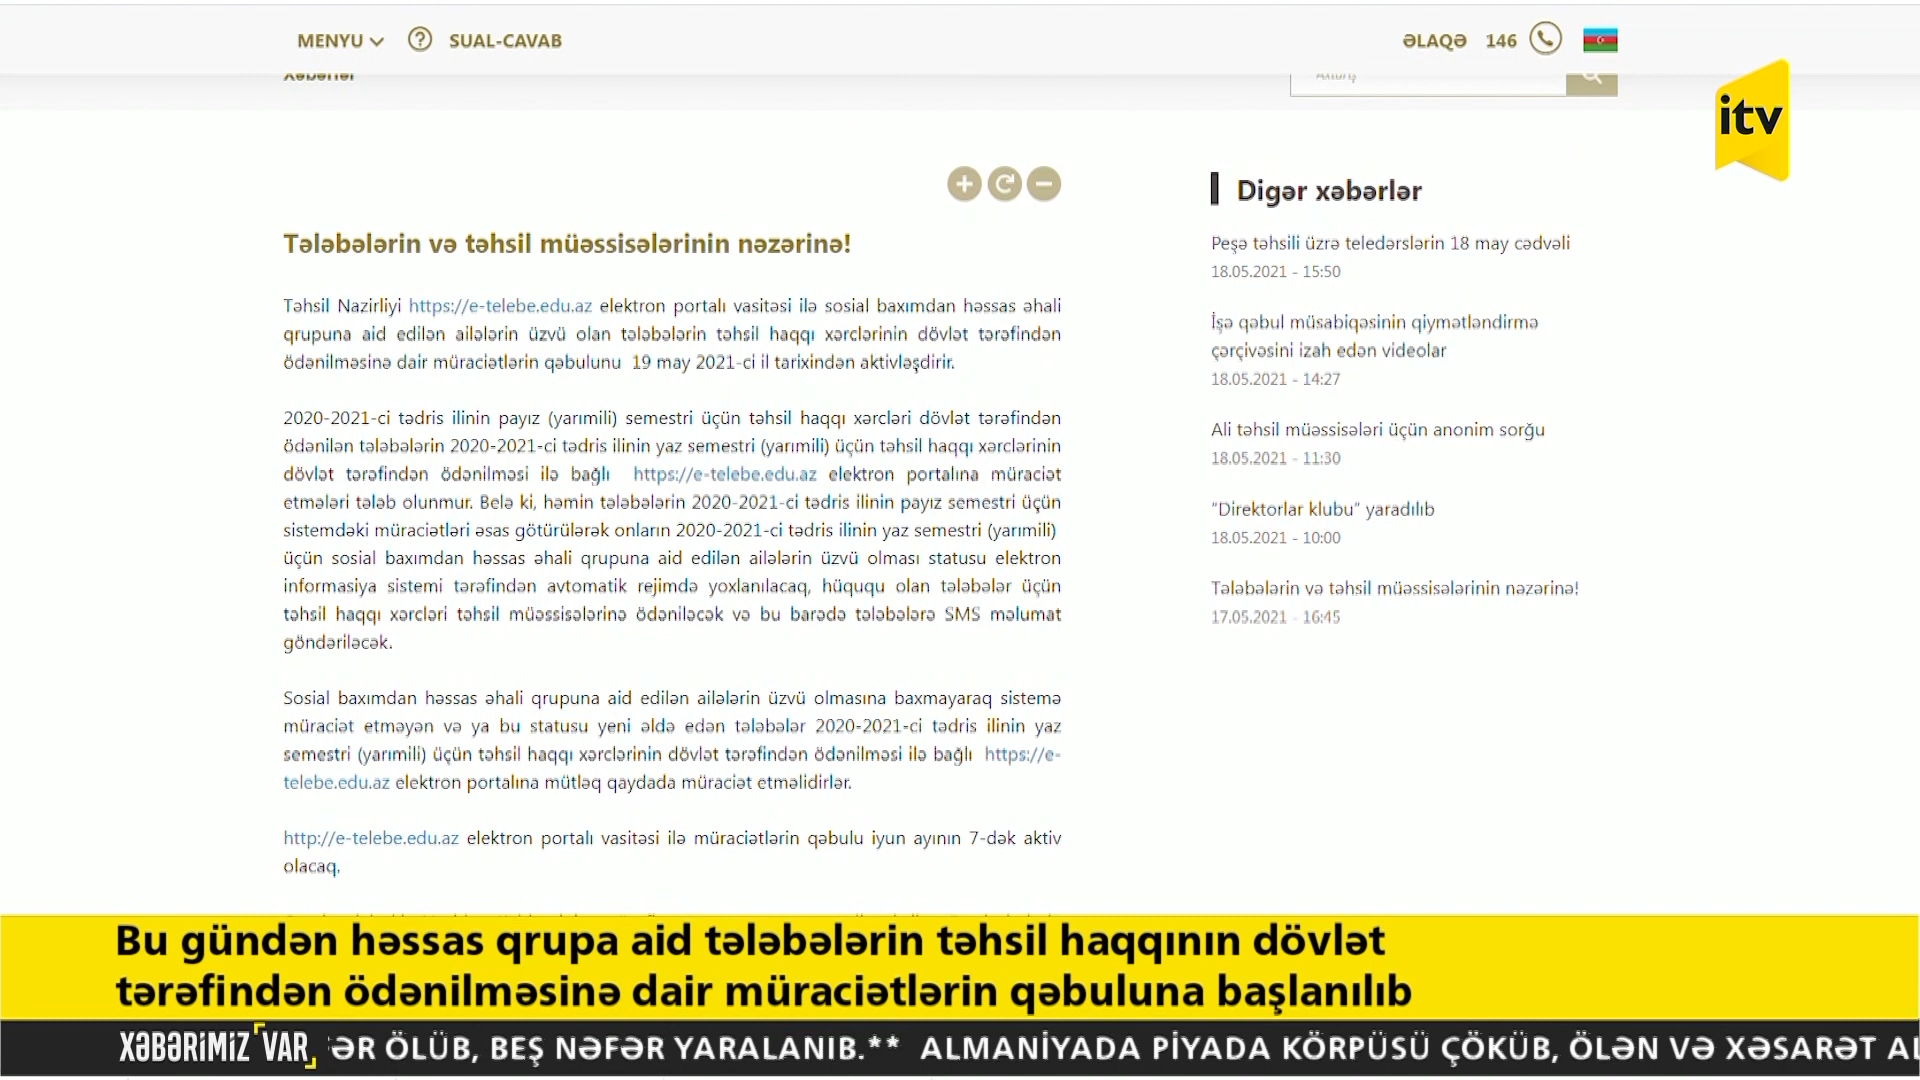 MENYU
SUAL-CAVAB
ƏLAQƏ 146
Xəbərlər
Axtarış
itv
Digər xəbərlər
Tələbələrin və təhsil müəssisələrinin nəzərinə!
Təhsil Nazirliyi https://e-telebe.edu.az elektron portalı vasitəsi ilə sosial baxımdan həssas əhali
qrupuna aid edilən ailələrin üzvü olan tələbələrin təhsil haqqı xərclərinin dövlət tərəfindən
ödənilməsinə dair müraciətlərin qəbulunu 19 may 2021-ci il tarixindən aktivləşdirir.
2020-2021-ci tədris ilinin payız (yarımili) semestri üçün təhsil haqqı xərcləri dövlət tərəfindən
ödənilən tələbələrin 2020-2021-ci tədris ilinin yaz semestri (yarımili) üçün təhsil haqqı xərclərinin
dövlət tərəfindən ödənilməsi ilə bağlı https://e-telebe.edu.az elektron portalına müraciət
etmələri tələb olunmur. Belə ki, həmin tələbələrin 2020-2021-ci tədris ilinin payız semestri üçün
sistemdəki müraciətləri əsas götürülərək onların 2020-2021-ci tədris ilinin yaz semestri (yarımili)
üçün sosial baxımdan həssas əhali qrupuna aid edilən ailələrin üzvü olması statusu elektron
informasiya sistemi tərəfindən avtomatik rejimdə yoxlanılacaq, hüququ olan tələbələr üçün
təhsil haqqı xərcləri təhsil müəssisələrinə ödəniləcək və bu barədə tələbələrə SMS məlumat
göndəriləcək.
Sosial baxımdan həssas əhali qrupuna aid edilən ailələrin üzvü olmasına baxmayaraq sistemə
müraciət etməyən və ya bu statusu yeni əldə edən tələbələr 2020-2021-ci tədris ilinin yaz
semestri (yarımili) üçün təhsil haqqı xərclərinin dövlət tərəfindən ödənilməsi ilə bağlı https://e-
telebe.edu.az elektron portalına mütləq qaydada müraciət etməlidirlər.
http://e-telebe.edu.az elektron portalı vasitəsi ilə müraciətlərin qəbulu iyun ayının 7-dək aktiv
olacaq.
Peşə təhsili üzrə teledərslərin 18 may cədvəli
18.05.2021 - 15:50
İşə qəbul müsabiqəsinin qiymətləndirmə
çərçivəsini izah edən videolar
18.05.2021 - 14:27
Ali təhsil müəssisələri üçün anonim sorğu
18.05.2021 - 11:30
"Direktorlar klubu" yaradılıb
18.05.2021 - 10:00
Tələbələrin və təhsil müəssisələrinin nəzərinə!
17.05.2021 - 16:45
Bu gündən həssas qrupa aid tələbələrin təhsil haqqının dövlət
tərəfindən ödənilməsinə dair müraciətlərin qəbuluna başlanılıb
XƏBƏRİMİZ VAR ƏR ÖLÜB, BEŞ NƏFƏR YARALANIB.** ALMANİYADA PİYADA KÖRPÜSÜ ÇÖKÜB, ÖLƏN VƏ XƏSARƏT AL